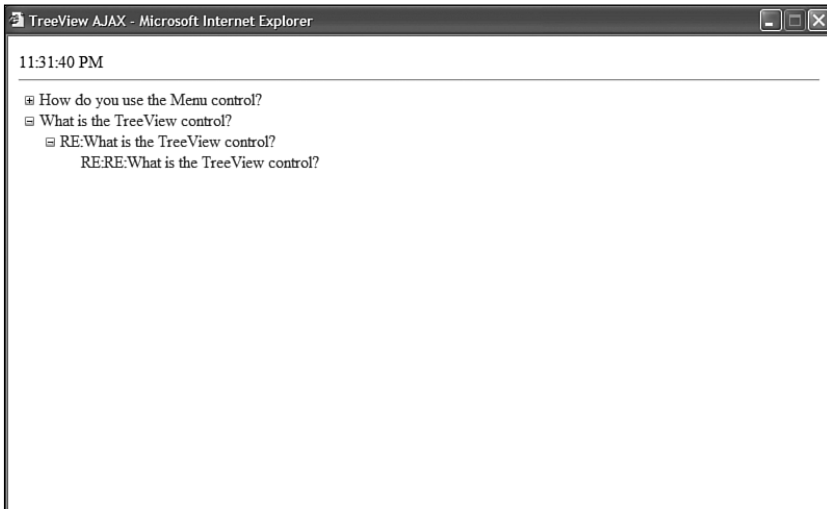 TreeView AJAX - Microsoft Internet Explorer
11:31:40 PM
How do you use the Menu control?
What is the TreeView control?
RE:What is the TreeView control?
RE:RE:What is the TreeView control?